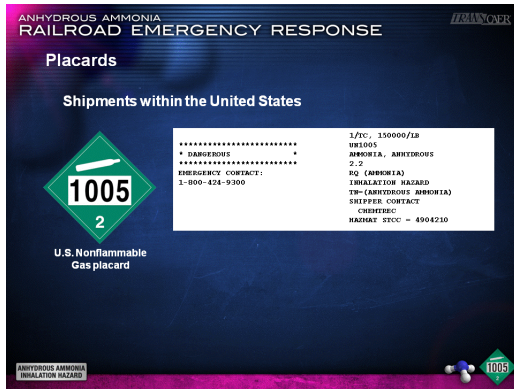 ANHYDROUS AMMONIA
RAILROAD EMERGENCY RESPONSE
TRANSCAER
Placards
Shipments within the United States
1005
2
U.S. Nonflammable
Gas placard
*************************
* DANGEROUS *
*************************
EMERGENCY CONTACT:
1-800-424-9300
1/TC, 150000/LB
UN1005
AMMONIA, ANHYDROUS
2.2
RQ (AMMONIA)
INHALATION HAZARD
TN=(ANHYDROUS AMMONIA)
SHIPPER CONTACT
CHEMTREC
HAZMAT STCC = 4904210
ANHYDROUS AMMONIA
INHALATION HAZARD
1005
2